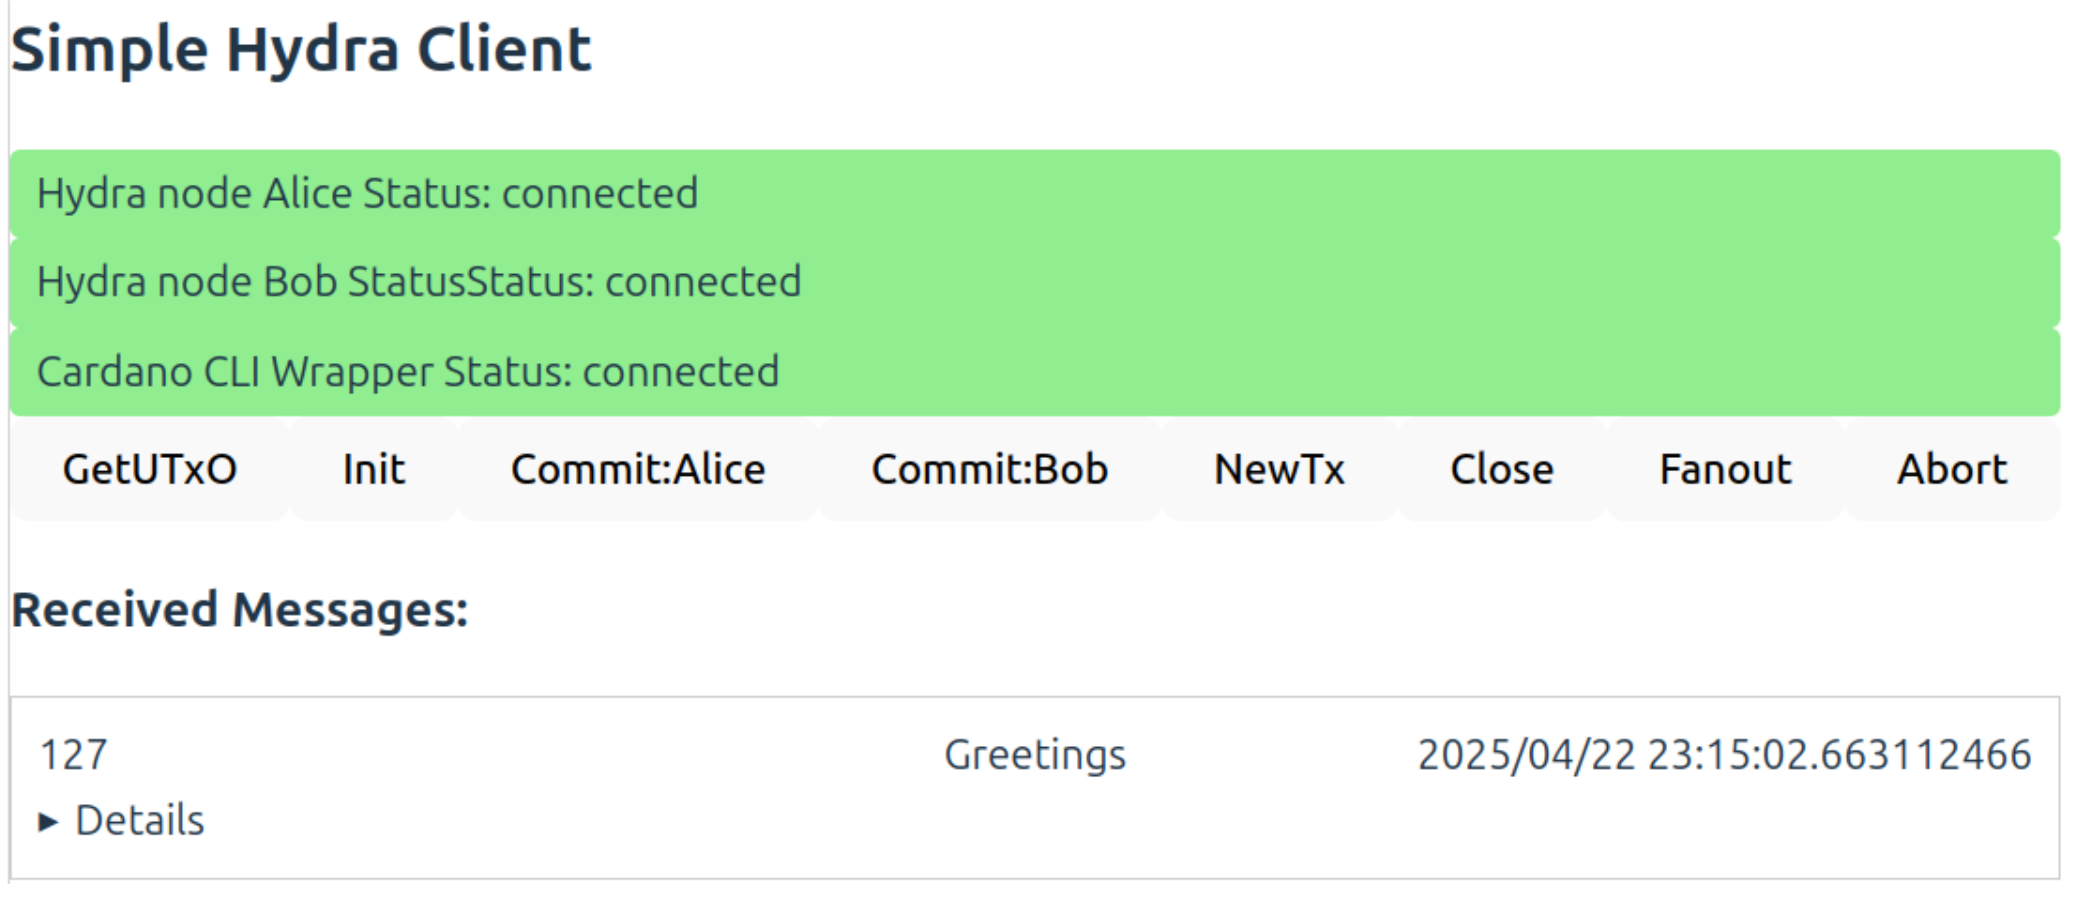 Simple Hydra Client
Hydra node Alice Status: connected
Hydra node Bob StatusStatus: connected
Cardano CLI Wrapper Status: connected
GetUTxO Init Commit:Alice Commit:Bob NewTx Close Fanout Abort
Received Messages:
127 Greetings 2025/04/22 23:15:02.663112466
▸ Details